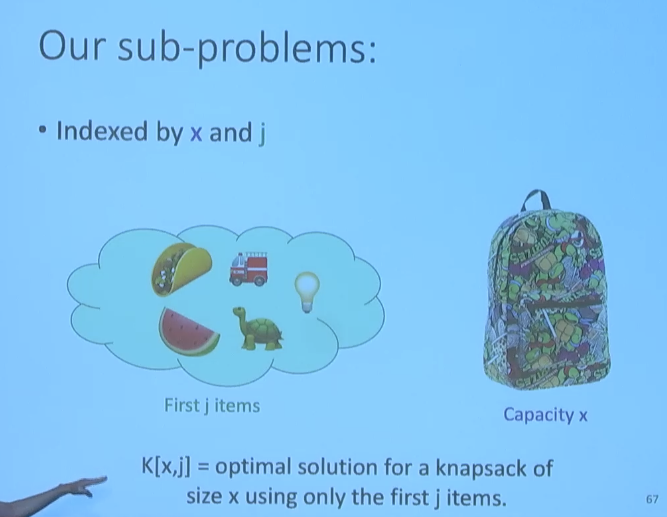 Our sub-problems:
• Indexed by x and j
First j items
Capacity x
K[x,j] = optimal solution for a knapsack of
size x using only the first j items.
67